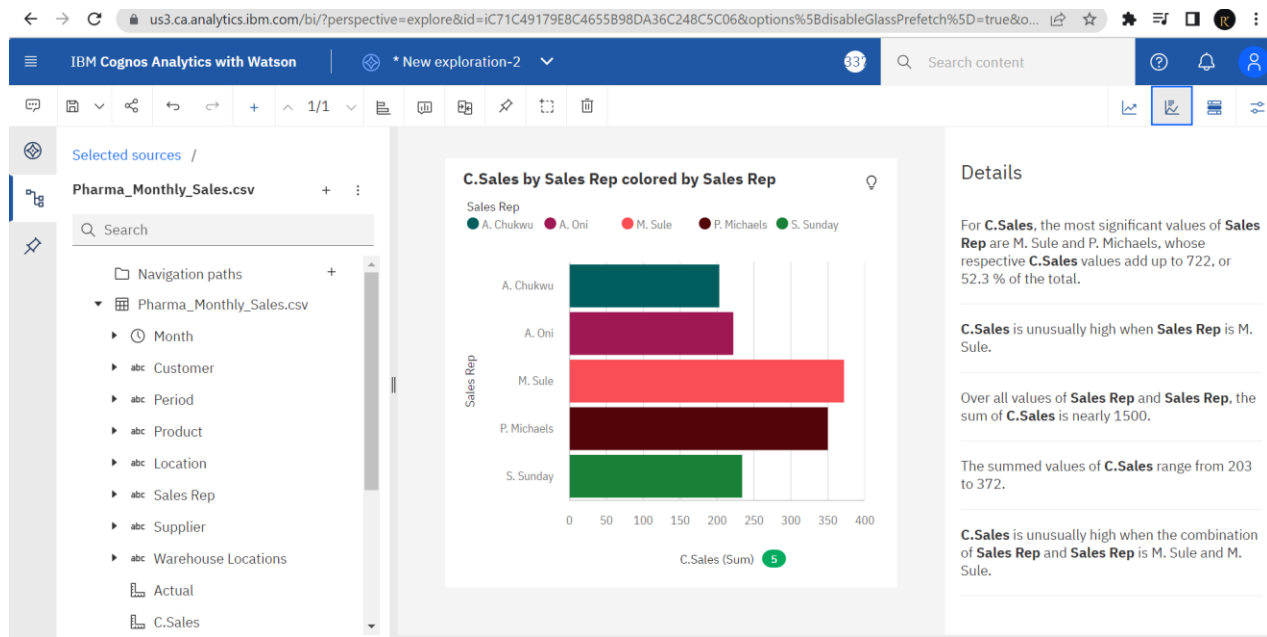 us3.ca.analytics.ibm.com/bi/?perspective=explore&id=iC71C49179E8C4655B98DA36C248C5C06&options%5BdisableGlassPrefetch%5D=true&o...
IBM Cognos Analytics with Watson
* New exploration-2
Search content
1/1
Selected sources /
Pharma_Monthly_Sales.csv
Search
Navigation paths
Pharma_Monthly_Sales.csv
Month
abc Customer
abc Period
abc Product
abc Location
abc Sales Rep
abc Supplier
abc Warehouse Locations
Actual
C.Sales
C.Sales by Sales Rep colored by Sales Rep
Sales Rep
A. Chukwu A. Oni M. Sule P. Michaels S. Sunday
Sales Rep
A. Chukwu
A. Oni
M. Sule
P. Michaels
S. Sunday
0 50 100 150 200 250 300 350 400
C.Sales (Sum) 5
Details
For C.Sales, the most significant values of Sales
Rep are M. Sule and P. Michaels, whose
respective C.Sales values add up to 722, or
52.3 % of the total.
C.Sales is unusually high when Sales Rep is M.
Sule.
Over all values of Sales Rep and Sales Rep, the
sum of C.Sales is nearly 1500.
The summed values of C.Sales range from 203
to 372.
C.Sales is unusually high when the combination
of Sales Rep and Sales Rep is M. Sule and M.
Sule.